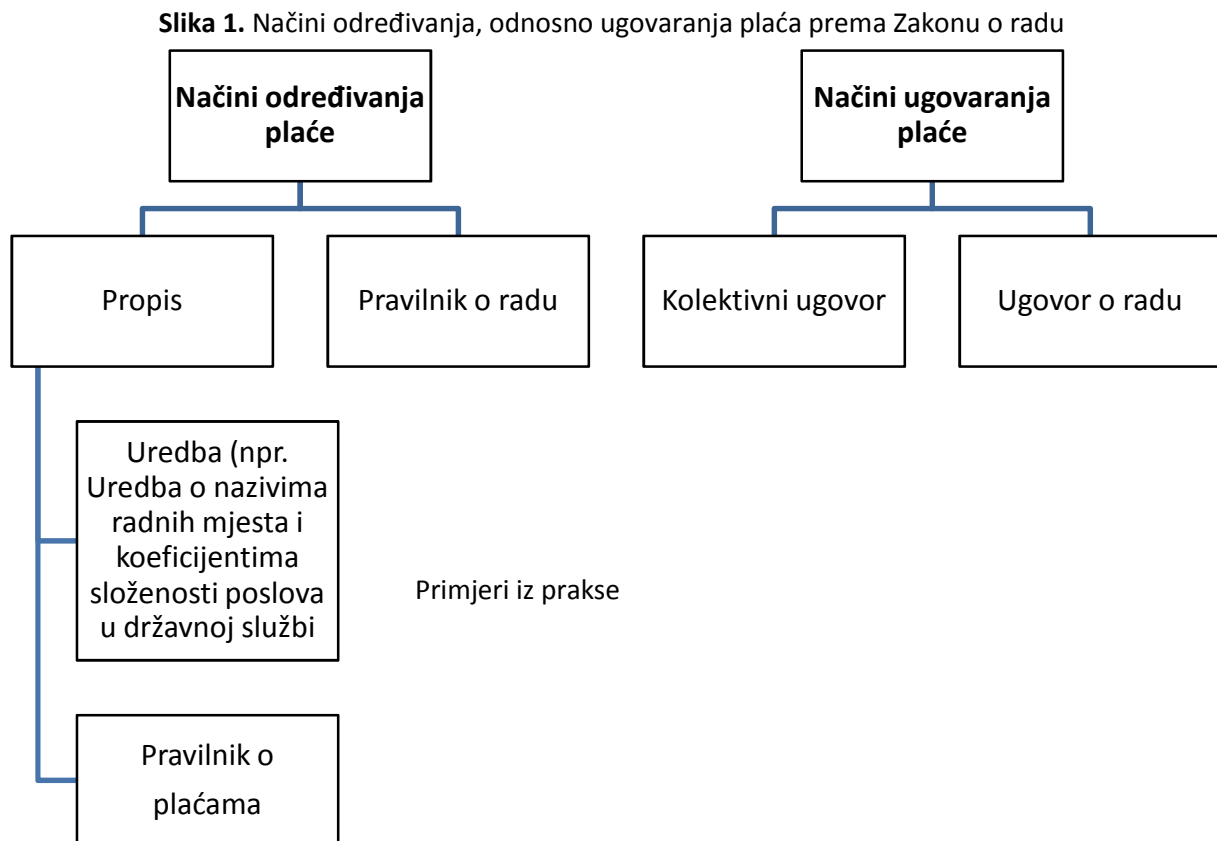 Slika 1. Načini određivanja, odnosno ugovaranja plaća prema Zakonu o radu
Načini određivanja
plaće
Načini ugovaranja
plaće
Propis
Pravilnik o radu
Kolektivni ugovor
Ugovor o radu
Uredba (npr.
Uredba o nazivima
radnih mjesta i
koeficijentima
složenosti poslova
u državnoj službi
Primjeri iz prakse
Pravilnik o
plaćama